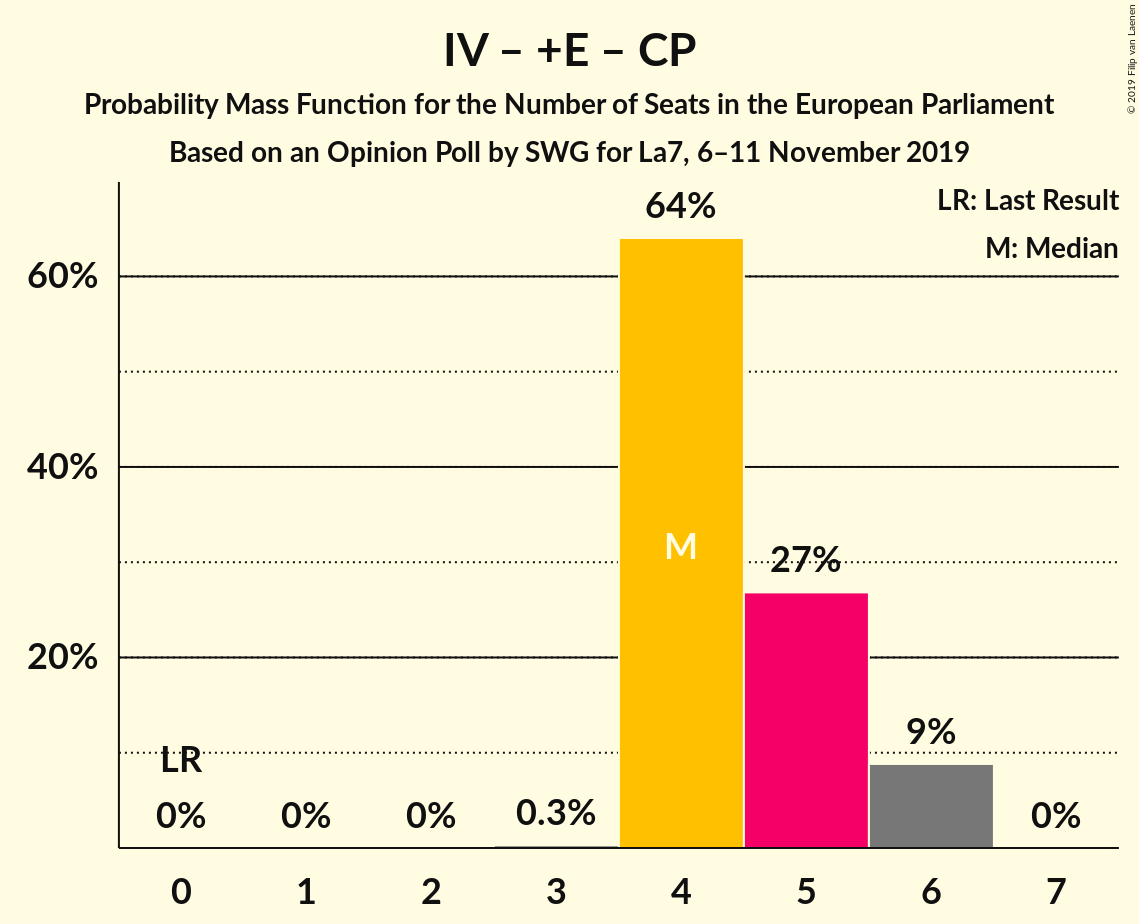 IV – +E – CP
Probability Mass Function for the Number of Seats in the European Parliament
Based on an Opinion Poll by SWG for La7, 6–11 November 2019
© 2019 Filip van Laenen
LR: Last Result
M: Median
64%
60%
40%
M
27%
20%
9%
LR
0%
0%
0%
0.3%
0%
0 1 2 3 4 5 6 7